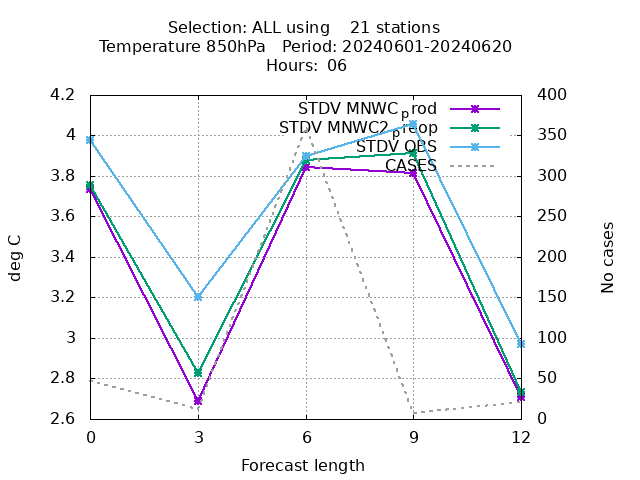 Selection: ALL using 21 stations
Temperature 850hPa Period: 20240601-20240620
Hours: 06
4.2
4
3.8
3.6
3.4
3.2
3
2.8
2.6
400
350
300
250
200
150
100
50
0
STDV MNWC_prod
STDV MNWC2_preop
STDV OBS
CASES
deg C
No cases
0 3 6 9 12
Forecast length